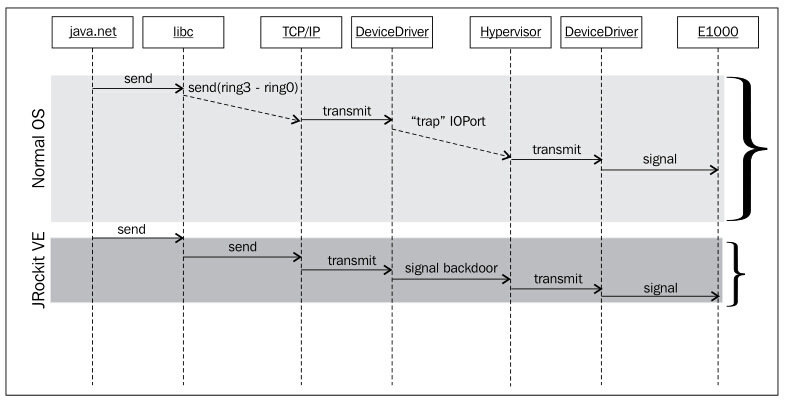 java.net
libc
TCP/IP
DeviceDriver
Hypervisor
DeviceDriver
E1000
Normal OS
send
send(ring3 - ring0)
transmit
“trap” IOPort
transmit
signal
JRockit VE
send
send
transmit
signal backdoor
transmit
signal